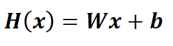 H(x) = Wx + b